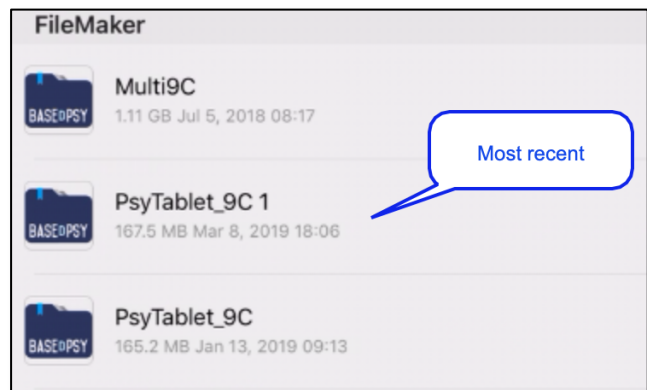 FileMaker
BASEDPSY
Multi9C
1.11 GB Jul 5, 2018 08:17
Most recent
BASEDPSY
PsyTablet_9C 1
167.5 MB Mar 8, 2019 18:06
BASEDPSY
PsyTablet_9C
165.2 MB Jan 13, 2019 09:13